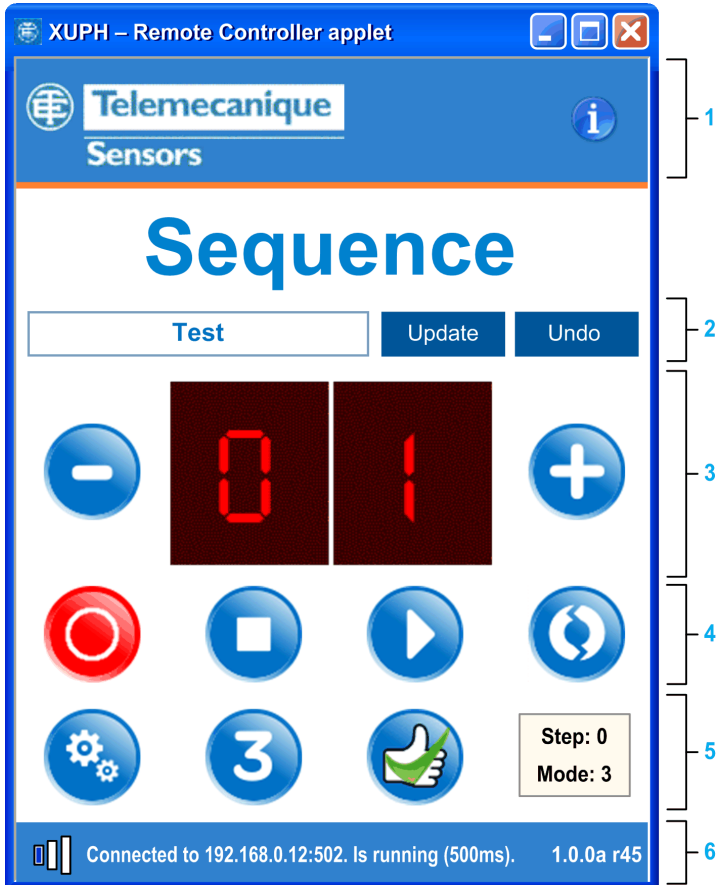 XUPH – Remote Controller applet
Telemecanique
Sensors
i
1
Sequence
Test Update Undo
2
01
3
4
3
Step: 0
Mode: 3
5
Connected to 192.168.0.12:502. Is running (500ms). 1.0.0a r45
6